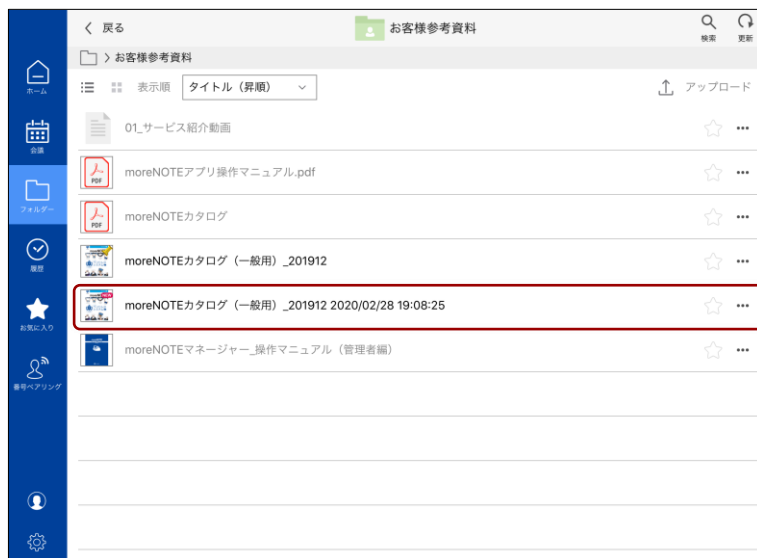 戻る
お客様参考資料
検索
更新
お客様参考資料
ホーム
表示順
タイトル（昇順）
アップロード
会議
01_サービス紹介動画
PDF
moreNOTEアプリ操作マニュアル.pdf
フォルダー
PDF
moreNOTEカタログ
履歴
moreNOTEカタログ（一般用）_201912
お気に入り
NEW
moreNOTEカタログ（一般用）_201912 2020/02/28 19:08:25
moreNOTEマネージャー_操作マニュアル（管理者編）
番号ペアリング